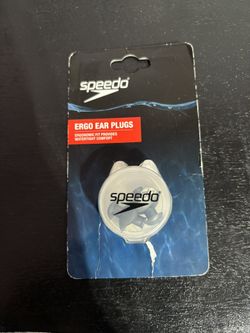 speedo
ERGO EAR PLUGS
ERGONOMIC FIT PROVIDES
WATERTIGHT COMFORT
speedo